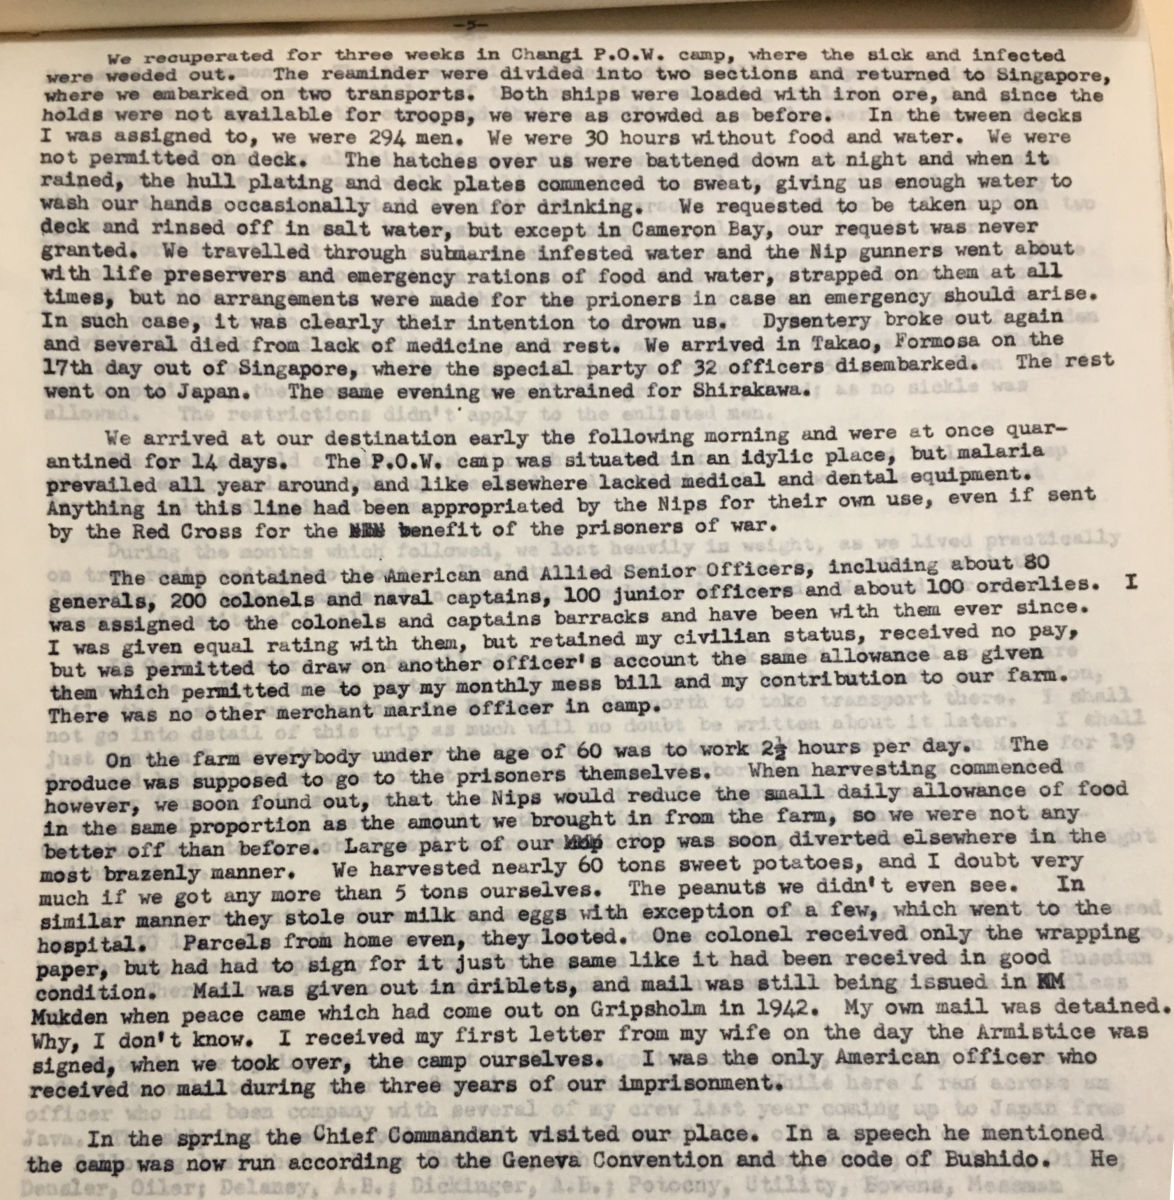 -5-
We recuperated for three weeks in Changi P.O.W. camp, where the sick and infected
were weeded out. The reaminder were divided into two sections and returned to Singapore,
where we embarked on two transports. Both ships were loaded with iron ore, and since the
holds were not available for troops, we were as crowded as before. In the tween decks
I was assigned to, we were 294 men. We were 30 hours without food and water. We were
not permitted on deck. The hatches over us were battened down at night and when it
rained, the hull plating and deck plates commenced to sweat, giving us enough water to
wash our hands occasionally and even for drinking. We requested to be taken up on
deck and rinsed off in salt water, but except in Cameron Bay, our request was never
granted. We travelled through submarine infested water and the Nip gunners went about
with life preservers and emergency rations of food and water, strapped on them at all
times, but no arrangements were made for the prioners in case an emergency should arise.
In such case, it was clearly their intention to drown us. Dysentery broke out again
and several died from lack of medicine and rest. We arrived in Takao, Formosa on the
17th day out of Singapore, where the special party of 32 officers disembarked. The rest
went on to Japan. The same evening we entrained for Shirakawa.
We arrived at our destination early the following morning and were at once quar-
antined for 14 days. The P.O.W. camp was situated in an idylic place, but malaria
prevailed all year around, and like elsewhere lacked medical and dental equipment.
Anything in this line had been appropriated by the Nips for their own use, even if sent
by the Red Cross for the benefit of the prisoners of war.
The camp contained the American and Allied Senior Officers, including about 80
generals, 200 colonels and naval captains, 100 junior officers and about 100 orderlies. I
was assigned to the colonels and captains barracks and have been with them ever since.
I was given equal rating with them, but retained my civilian status, received no pay,
but was permitted to draw on another officer's account the same allowance as given
them which permitted me to pay my monthly mess bill and my contribution to our farm.
There was no other merchant marine officer in camp.
On the farm everybody under the age of 60 was to work 2½ hours per day. The
produce was supposed to go to the prisoners themselves. When harvesting commenced
however, we soon found out, that the Nips would reduce the small daily allowance of food
in the same proportion as the amount we brought in from the farm, so we were not any
better off than before. Large part of our crop was soon diverted elsewhere in the
most brazenly manner. We harvested nearly 60 tons sweet potatoes, and I doubt very
much if we got any more than 5 tons ourselves. The peanuts we didn't even see. In
similar manner they stole our milk and eggs with exception of a few, which went to the
hospital. Parcels from home even, they looted. One colonel received only the wrapping
paper, but had had to sign for it just the same like it had been received in good
condition. Mail was given out in driblets, and mail was still being issued in
Mukden when peace came which had come out on Gripsholm in 1942. My own mail was detained.
Why, I don't know. I received my first letter from my wife on the day the Armistice was
signed, when we took over, the camp ourselves. I was the only American officer who
received no mail during the three years of our imprisonment.
In the spring the Chief Commandant visited our place. In a speech he mentioned
the camp was now run according to the Geneva Convention and the code of Bushido. He